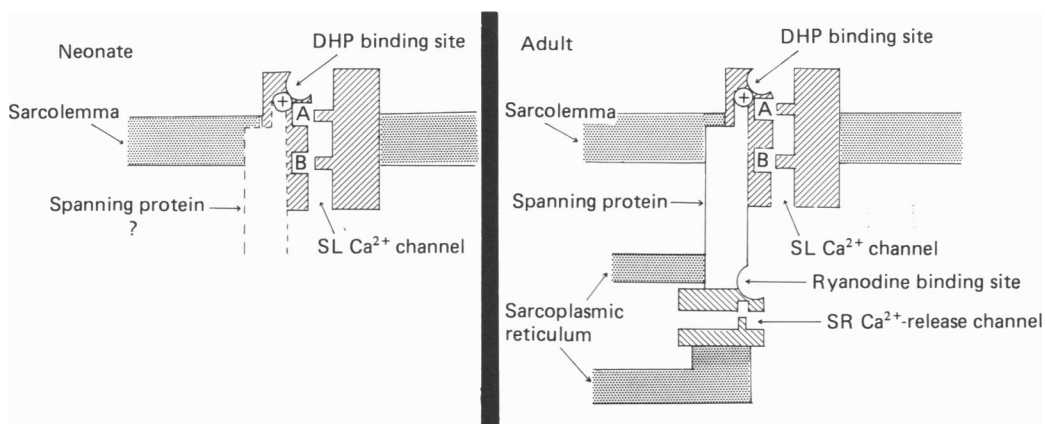 Neonate
DHP binding site
Sarcolemma
+
A
B
Spanning protein
?
SL Ca²⁺ channel
Adult
DHP binding site
Sarcolemma
+
A
B
Spanning protein
SL Ca²⁺ channel
Ryanodine binding site
Sarcoplasmic
reticulum
SR Ca²⁺-release channel